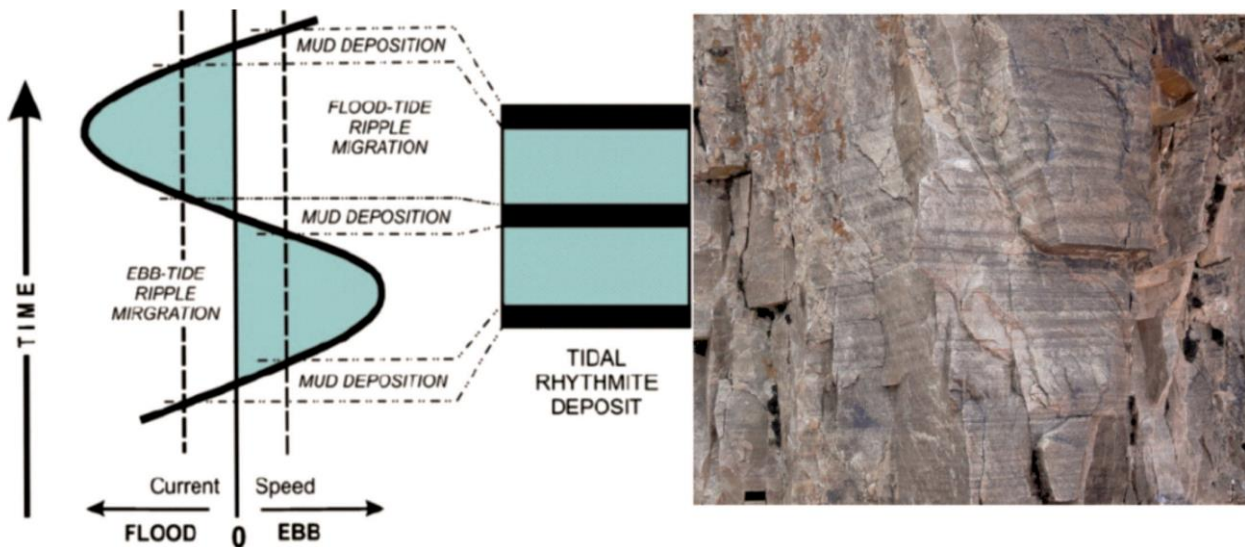 MUD DEPOSITION
FLOOD-TIDE
RIPPLE
MIGRATION
MUD DEPOSITION
EBB-TIDE
RIPPLE
MIRGRATION
MUD DEPOSITION
TIME
TIDAL
RHYTHMITE
DEPOSIT
Current Speed
FLOOD 0 EBB